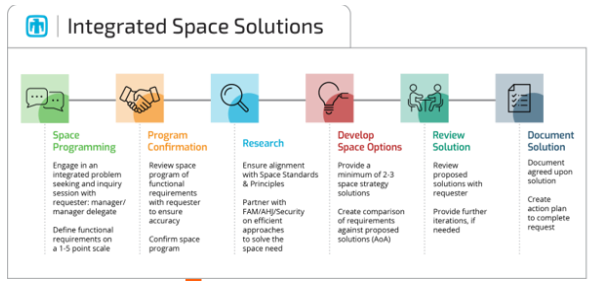 Integrated Space Solutions
Space
Programming
Engage in an
integrated problem
seeking and inquiry
session with
requester: manager/
manager delegate
Define functional
requirements on
a 1-5 point scale
Program
Confirmation
Review space
program of
functional
requirements
with requester
to ensure
accuracy
Confirm space
program
Research
Ensure alignment
with Space Standards
& Principles
Partner with
FAM/AHJ/Security
on efficient
approaches
to solve the
space need
Develop
Space Options
Provide a
minimum of 2-3
space strategy
solutions
Create comparison
of requirements
against proposed
solutions (AoA)
Review
Solution
Review
proposed
solutions with
requester
Provide further
iterations, if
needed
Document
Solution
Document
agreed upon
solution
Create
action plan
to complete
request